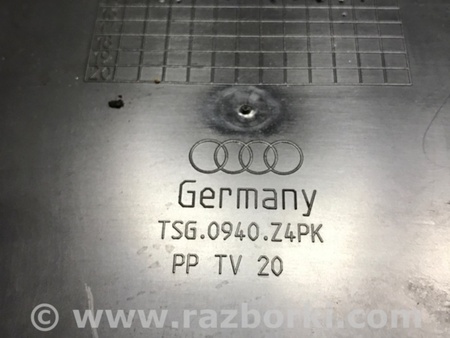 Germany
TSG.0940.Z4PK
PP TV 20
© www.razborki.com